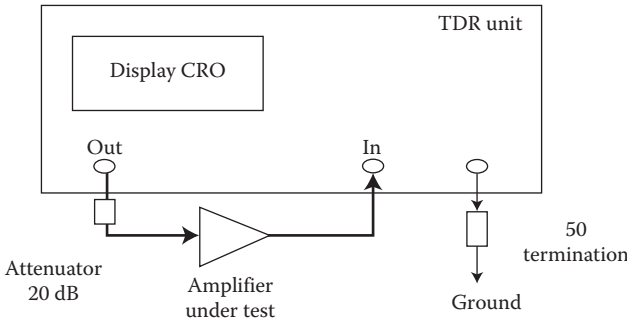 TDR unit
Display CRO
Out
In
Attenuator
20 dB
Amplifier
under test
50
termination
Ground